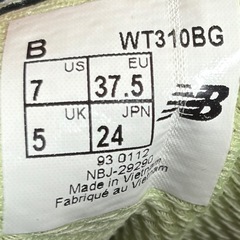 B WT310BG
7 US 37.5 EU
5 UK 24 JPN
93 0112
NBJ-29290
Made in Vietnam
Fabriqué au Vietnam